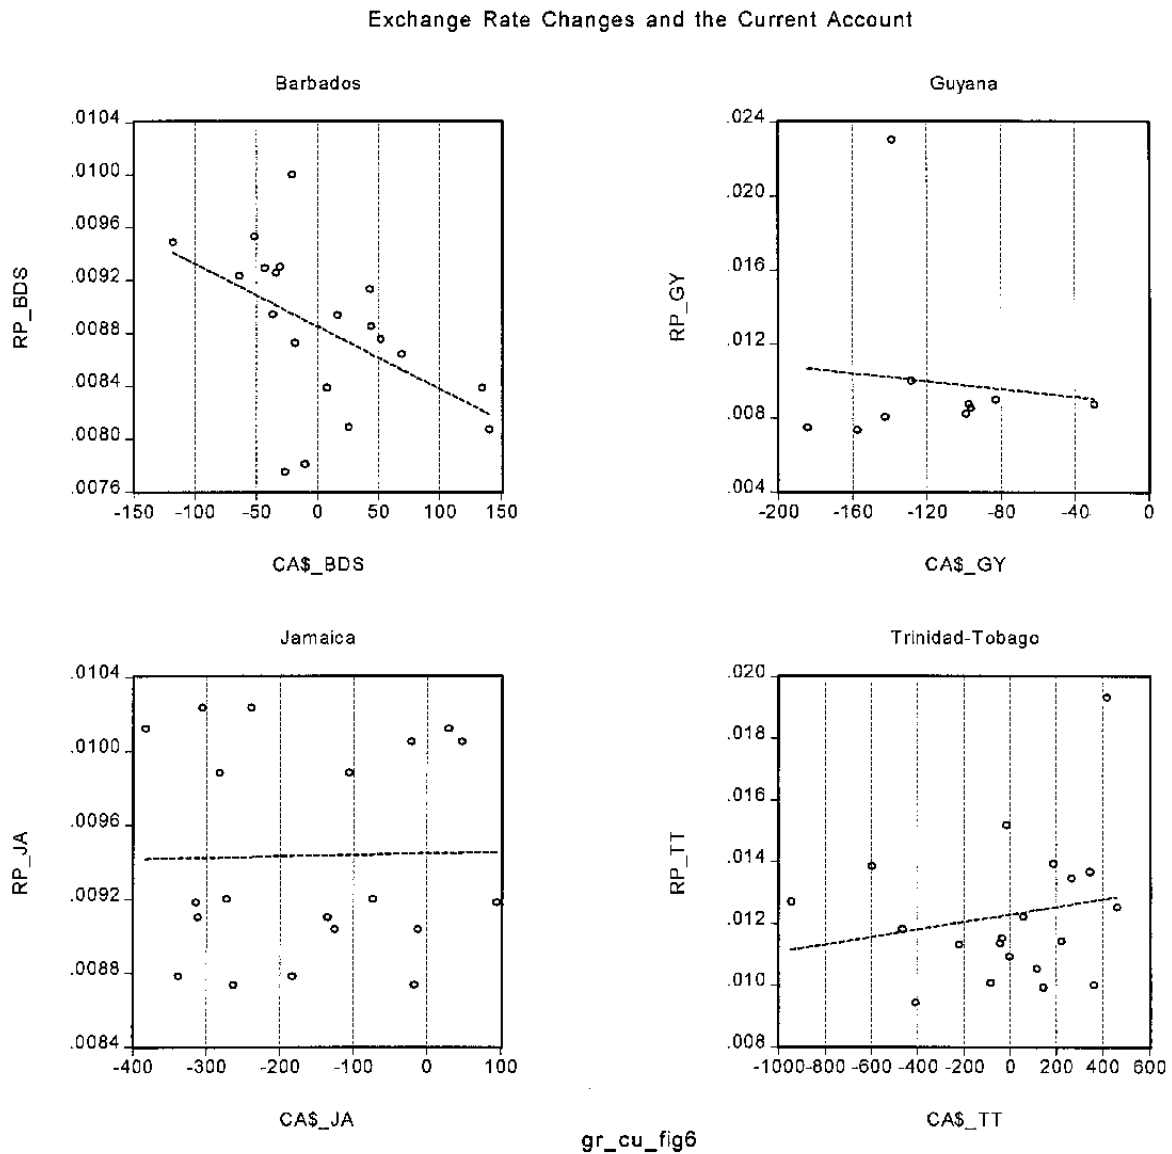 Exchange Rate Changes and the Current Account
Barbados
.0104
.0100
.0096
.0092
.0088
.0084
.0080
.0076
RP_BDS
-150 -100 -50 0 50 100 150
CA$_BDS
Guyana
.024
.020
.016
.012
.008
.004
RP_GY
-200 -160 -120 -80 -40 0
CA$_GY
Jamaica
.0104
.0100
.0096
.0092
.0088
.0084
RP_JA
-400 -300 -200 -100 0 100
CA$_JA
Trinidad-Tobago
.020
.018
.016
.014
.012
.010
.008
RP_TT
-1000 -800 -600 -400 -200 0 200 400 600
CA$_TT
gr_cu_fig6